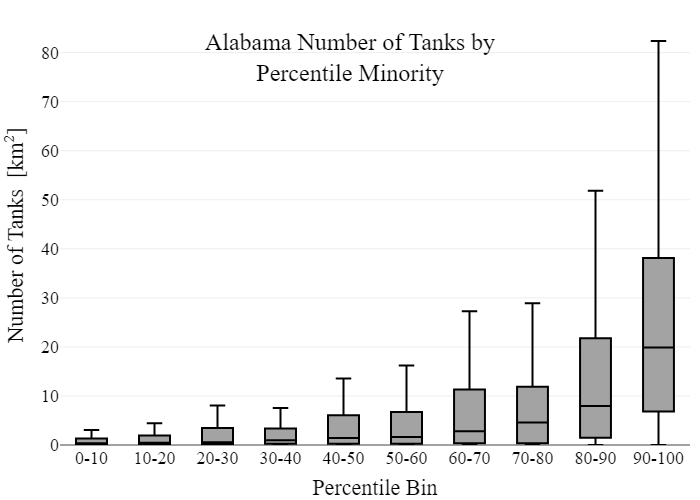 Alabama Number of Tanks by
Percentile Minority
Number of Tanks [km²]
80
70
60
50
40
30
20
10
0
0-10 10-20 20-30 30-40 40-50 50-60 60-70 70-80 80-90 90-100
Percentile Bin